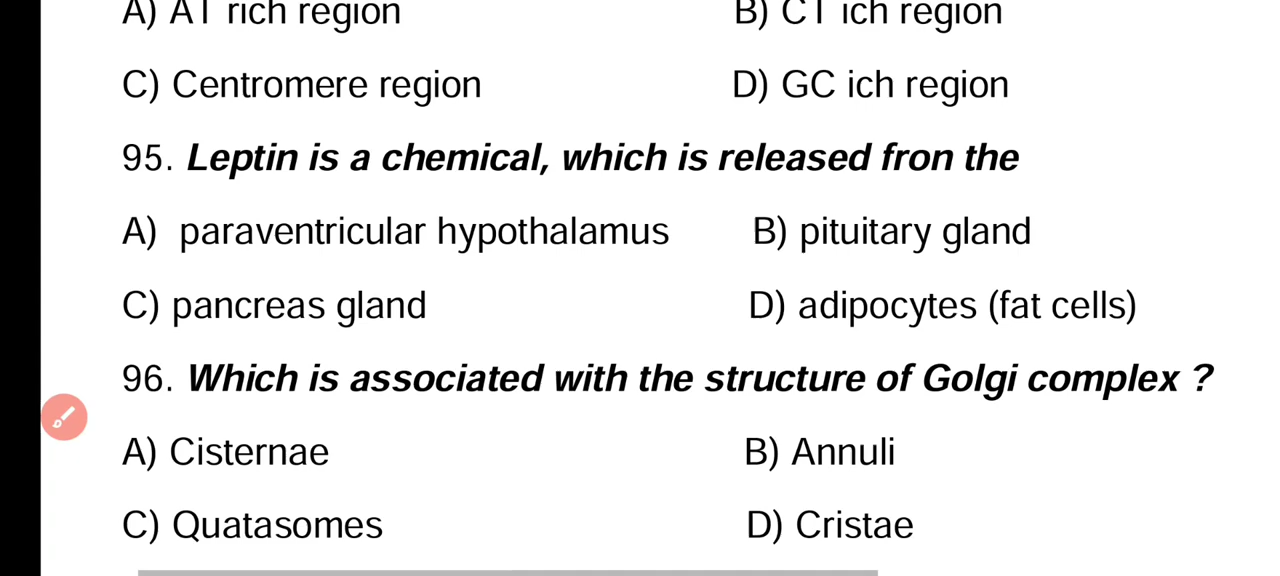 A) AT rich region B) CT ich region
C) Centromere region D) GC ich region
95. Leptin is a chemical, which is released fron the
A) paraventricular hypothalamus B) pituitary gland
C) pancreas gland D) adipocytes (fat cells)
96. Which is associated with the structure of Golgi complex ?
A) Cisternae B) Annuli
C) Quatasomes D) Cristae